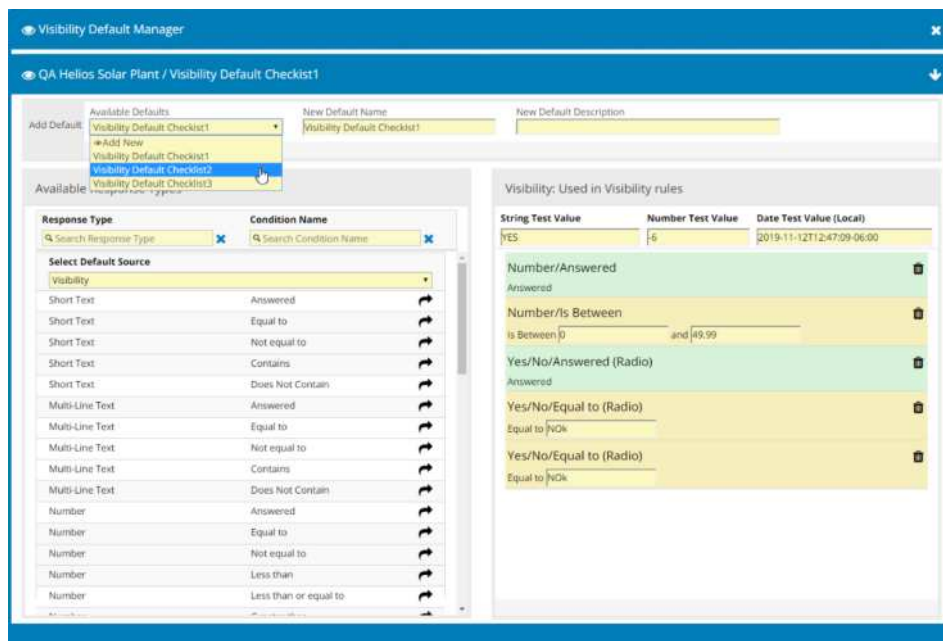 Visibility Default Manager
QA Helios Solar Plant / Visibility Default Checkist1
Available Defaults New Default Name New Default Description
Add Default Visibility Default Checkist1 Visibility Default Checkist1
Add New
Visibility Default Checkist1
Visibility Default Checklist2
Visibility Default Checklist3
Available Response Types
Response Type Condition Name
Search Response Type Search Condition Name
Select Default Source
Visibility
Short Text Answered
Short Text Equal to
Short Text Not equal to
Short Text Contains
Short Text Does Not Contain
Multi-Line Text Answered
Multi-Line Text Equal to
Multi-Line Text Not equal to
Multi-Line Text Contains
Multi-Line Text Does Not Contain
Number Answered
Number Equal to
Number Not equal to
Number Less than
Number Less than or equal to
Visibility: Used in Visibility rules
String Test Value Number Test Value Date Test Value (Local)
YES -6 2019-11-12T12:47:09-06:00
Number/Answered
Answered
Number/Is Between
Is Between 0 and 49.99
Yes/No/Answered (Radio)
Answered
Yes/No/Equal to (Radio)
Equal to NOk
Yes/No/Equal to (Radio)
Equal to NOk